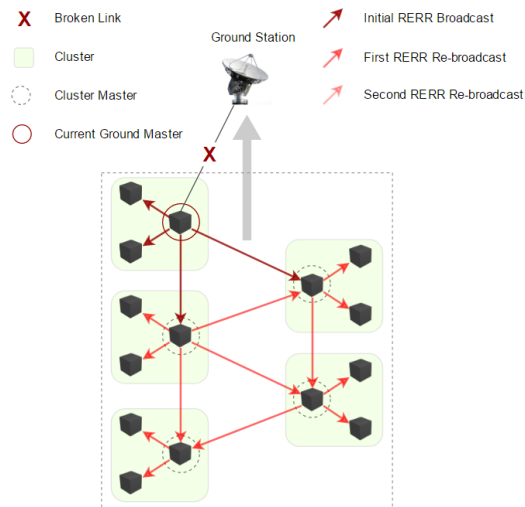 X Broken Link
Cluster
Cluster Master
Current Ground Master
Ground Station
Initial RERR Broadcast
First RERR Re-broadcast
Second RERR Re-broadcast
X